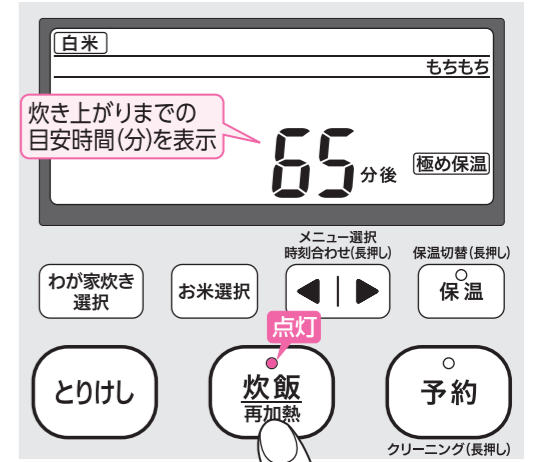 白米
もちもち
炊き上がりまでの
目安時間(分)を表示
65分後
極め保温
メニュー選択
時刻合わせ(長押し)
保温切替(長押し)
わが家炊き
選択
お米選択
保温
点灯
とりけし
炊飯
再加熱
予約
クリーニング(長押し)